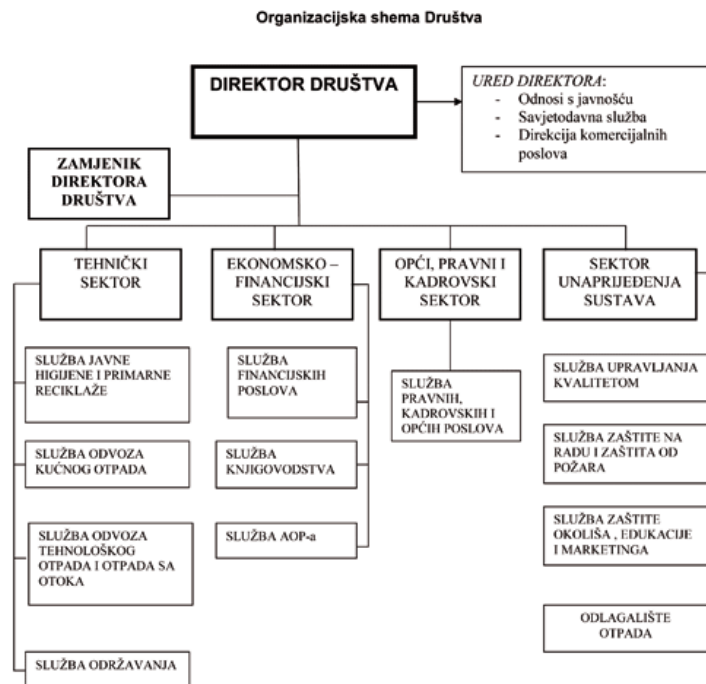 Organizacijska shema Društva
DIREKTOR DRUŠTVA
URED DIREKTORA:
- Odnosi s javnošću
- Savjetodavna služba
- Direkcija komercijalnih
poslova
ZAMJENIK
DIREKTORA
DRUŠTVA
TEHNIČKI
SEKTOR
EKONOMSKO –
FINANCIJSKI
SEKTOR
OPĆI, PRAVNI I
KADROVSKI
SEKTOR
SEKTOR
UNAPRIJEĐENJA
SUSTAVA
SLUŽBA JAVNE
HIGIJENE I PRIMARNE
RECIKLAŽE
SLUŽBA ODVOZA
KUĆNOG OTPADA
SLUŽBA ODVOZA
TEHNOLOŠKOG
OTPADA I OTPADA SA
OTOKA
SLUŽBA ODRŽAVANJA
SLUŽBA
FINANCIJSKIH
POSLOVA
SLUŽBA
KNJIGOVODSTVA
SLUŽBA AOP-a
SLUŽBA
PRAVNIH,
KADROVSKIH I
OPĆIH POSLOVA
SLUŽBA UPRAVLJANJA
KVALITETOM
SLUŽBA ZAŠTITE NA
RADU I ZAŠTITA OD
POŽARA
SLUŽBA ZAŠTITE
OKOLIŠA , EDUKACIJE
I MARKETINGA
ODLAGALIŠTE
OTPADA